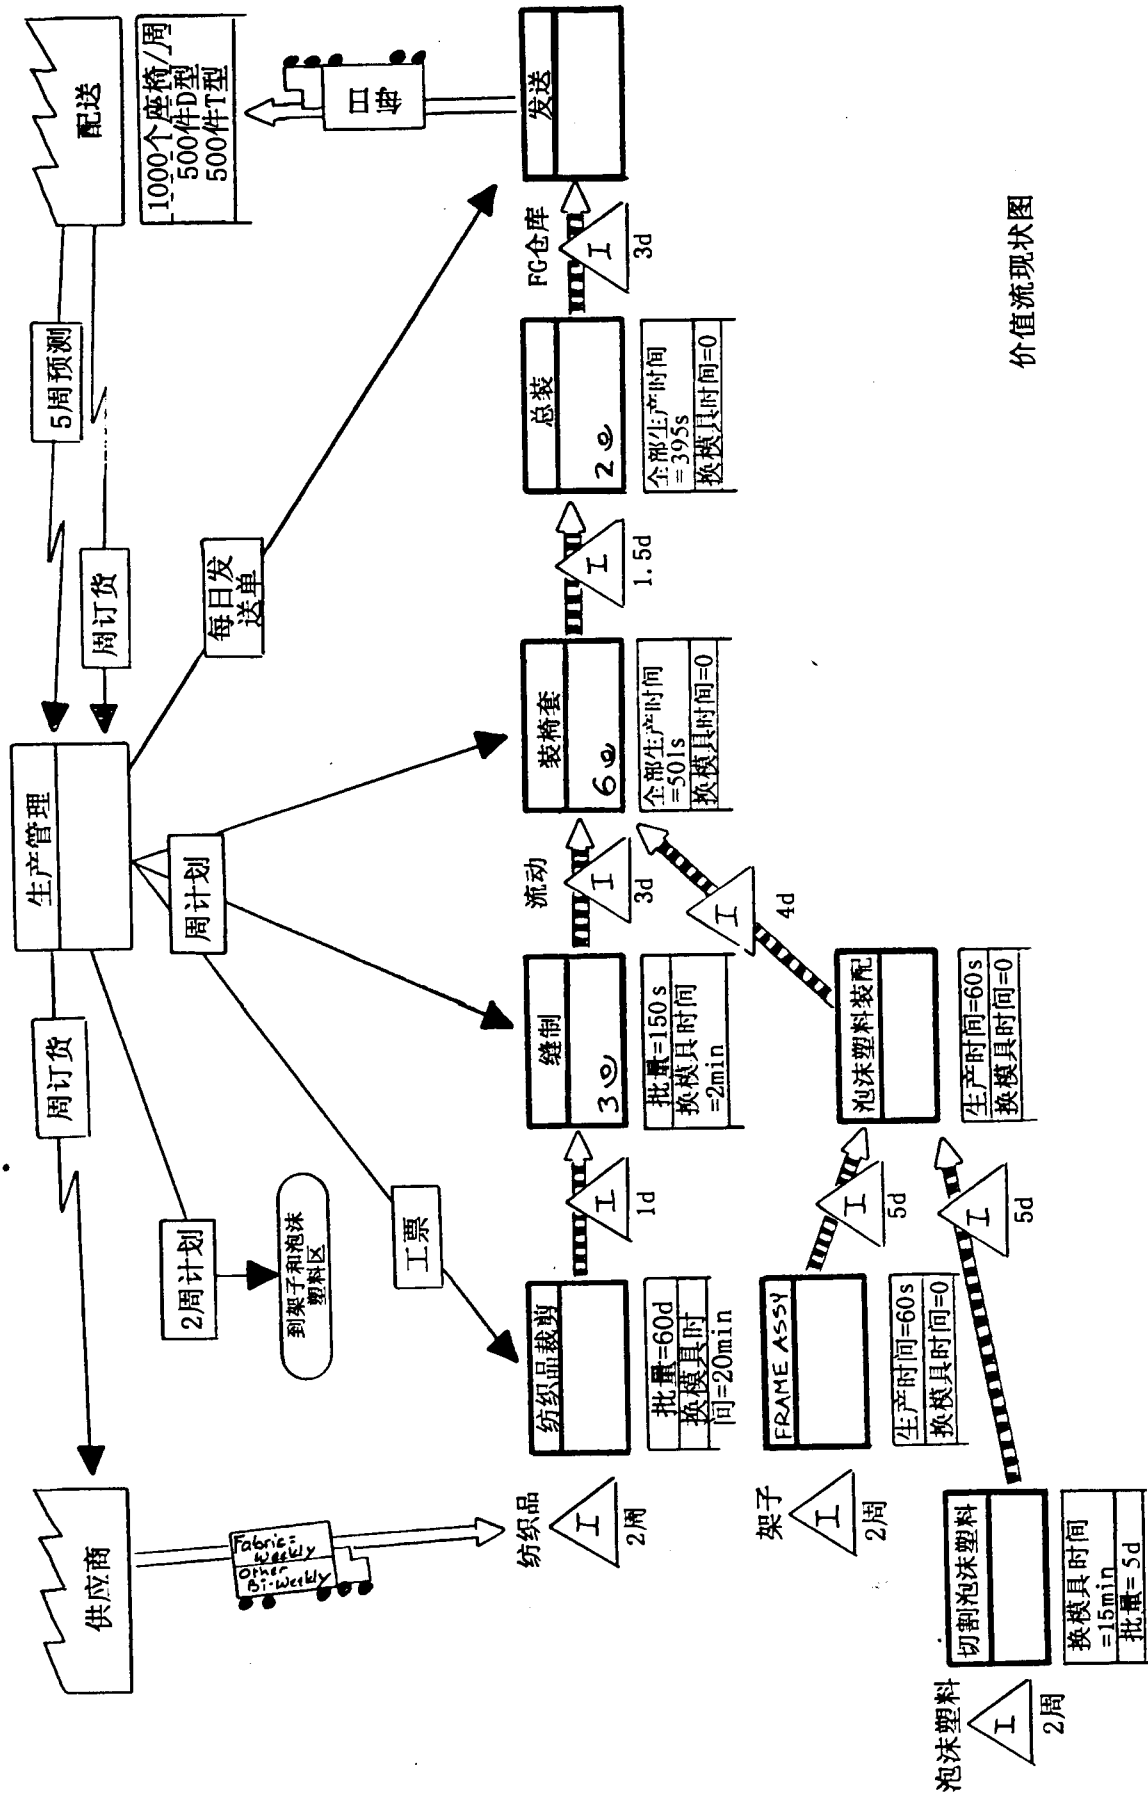 供应商
周订货
生产管理
5周预测
周订货
配送
1000个座椅/周
500件D型
500件T型
Fabric=
Weekly
Other
Bi-weekly
2周计划
到架子和泡沫
塑料区
周计划
工票
每日发
送单
每日
纺织品
I
2周
纺织品裁剪
批量=60d
换模具时
间=20min
I
1d
缝制
3
批量=150s
换模具时间
=2min
流动
I
3d
装椅套
6
全部生产时间
=501s
换模具时间=0
I
1.5d
总装
2
全部生产时间
=395s
换模具时间=0
FG仓库
I
3d
发送
架子
I
2周
FRAME ASSY
生产时间=60s
换模具时间=0
I
5d
泡沫塑料装配
生产时间=60s
换模具时间=0
I
4d
泡沫塑料
I
2周
切割泡沫塑料
换模具时间
=15min
批量=5d
I
5d
价值流现状图